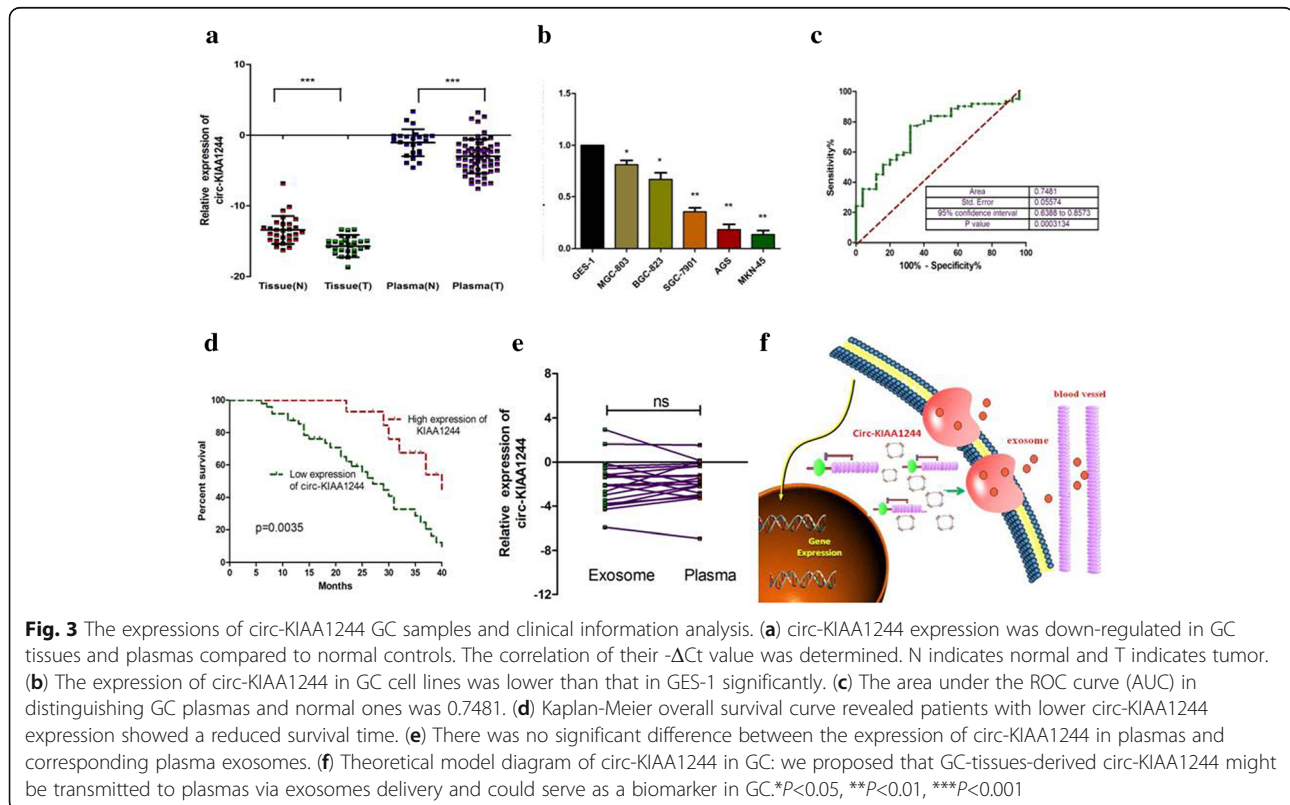 a
Relative expression of
circ-KIAA1244
10
0
-10
-20
***
***
Tissue(N)
Tissue(T)
Plasma(N)
Plasma(T)
b
1.5
1.0
0.5
0.0
*
*
**
**
**
GES-1
MGC-803
BGC-823
SGC-7901
AGS
MKN-45
c
Sensitivity%
100
80
60
40
20
0
0 20 40 60 80 100
100% - Specificity%
Area 0.7481
Std. Error 0.05574
95% confidence interval 0.6388 to 0.8573
P value 0.0003134
d
Percent survival
100
80
60
40
20
0
High expression of
KIAA1244
Low expression
of circ-KIAA1244
p=0.0035
0 5 10 15 20 25 30 35 40
Months
e
Relative expression of
circ-KIAA1244
8
4
0
-4
-8
-12
ns
Exosome
Plasma
f
blood vessel
Circ-KIAA1244
exosome
Gene
Expression
Fig. 3 The expressions of circ-KIAA1244 GC samples and clinical information analysis. (a) circ-KIAA1244 expression was down-regulated in GC
tissues and plasmas compared to normal controls. The correlation of their -ΔCt value was determined. N indicates normal and T indicates tumor.
(b) The expression of circ-KIAA1244 in GC cell lines was lower than that in GES-1 significantly. (c) The area under the ROC curve (AUC) in
distinguishing GC plasmas and normal ones was 0.7481. (d) Kaplan-Meier overall survival curve revealed patients with lower circ-KIAA1244
expression showed a reduced survival time. (e) There was no significant difference between the expression of circ-KIAA1244 in plasmas and
corresponding plasma exosomes. (f) Theoretical model diagram of circ-KIAA1244 in GC: we proposed that GC-tissues-derived circ-KIAA1244 might
be transmitted to plasmas via exosomes delivery and could serve as a biomarker in GC.*P<0.05, **P<0.01, ***P<0.001